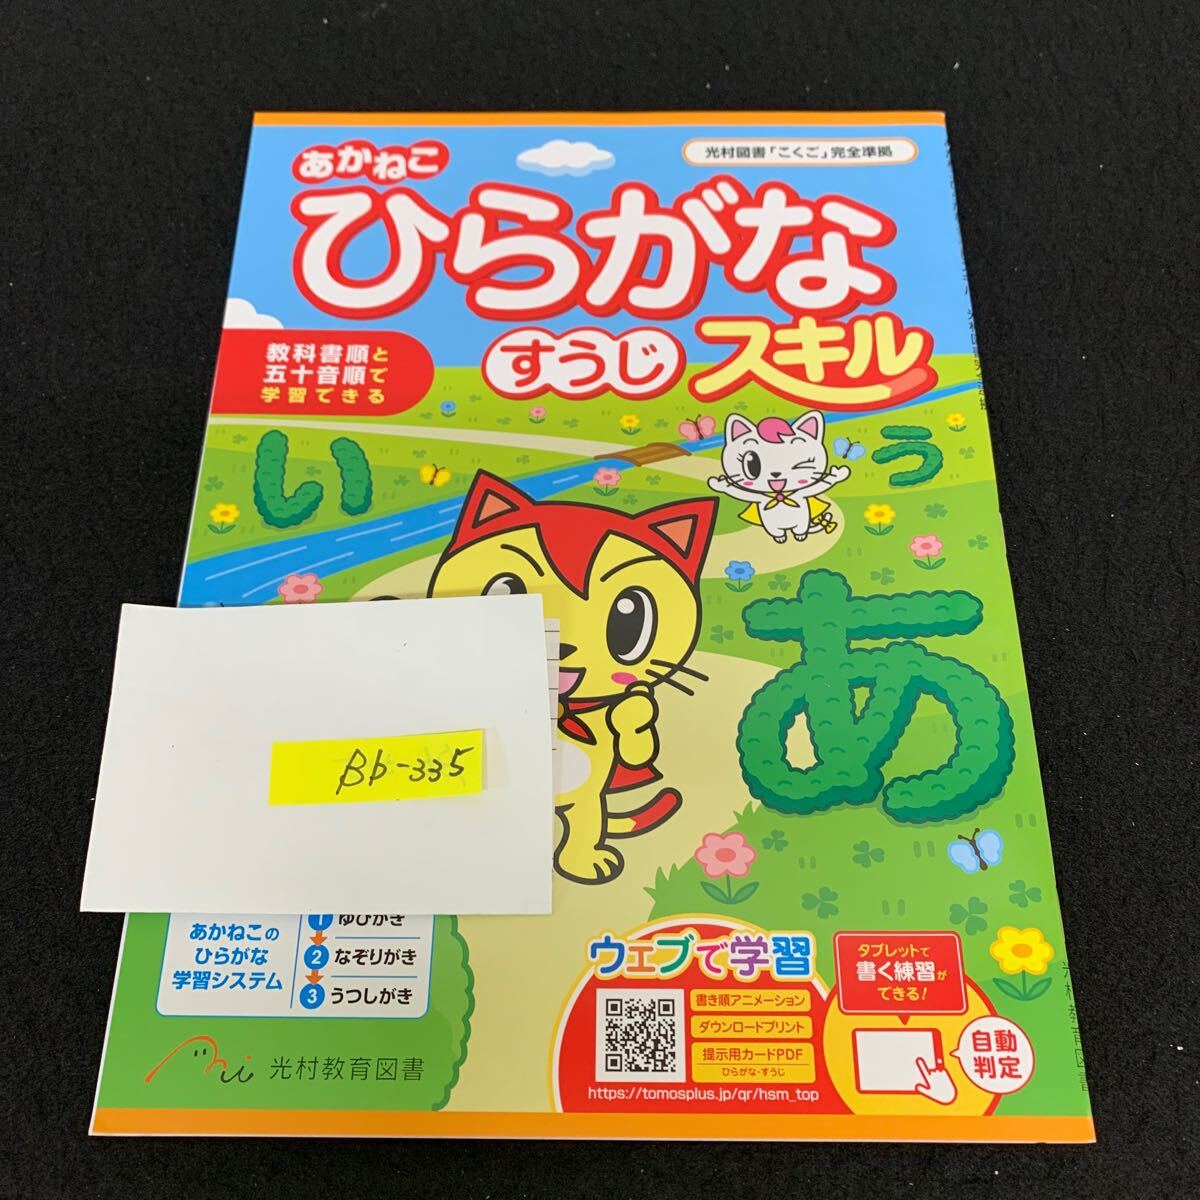 光村図書「こくご」完全準拠
あかねこ
ひらがな
すうじ
スキル
教科書順と
五十音順で
学習できる
い
う
あ
Bb-335
あかねこの
ひらがな
学習システム
1 ゆびがき
2 なぞりがき
3 うつしがき
光村教育図書
ウェブで学習
書き順アニメーション
ダウンロードプリント
提示用カードPDF
ひらがな・すうじ
https://tomosplus.jp/qr/hsm_top
タブレットで
書く練習が
できる!
自動
判定